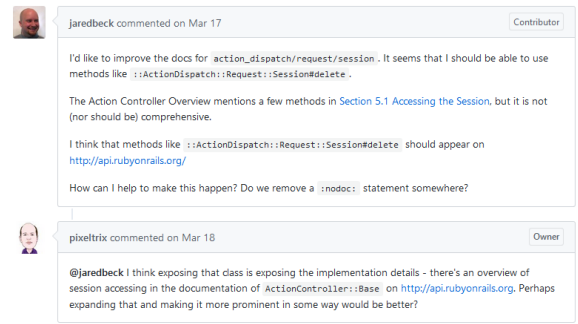 jaredbeck commented on Mar 17
Contributor
I'd like to improve the docs for action_dispatch/request/session . It seems that I should be able to use
methods like ::ActionDispatch::Request::Session#delete .
The Action Controller Overview mentions a few methods in Section 5.1 Accessing the Session, but it is not
(nor should be) comprehensive.
I think that methods like ::ActionDispatch::Request::Session#delete should appear on
http://api.rubyonrails.org/
How can I help to make this happen? Do we remove a :nodoc: statement somewhere?
pixeltrix commented on Mar 18
Owner
@jaredbeck I think exposing that class is exposing the implementation details - there's an overview of
session accessing in the documentation of ActionController::Base on http://api.rubyonrails.org. Perhaps
expanding that and making it more prominent in some way would be better?